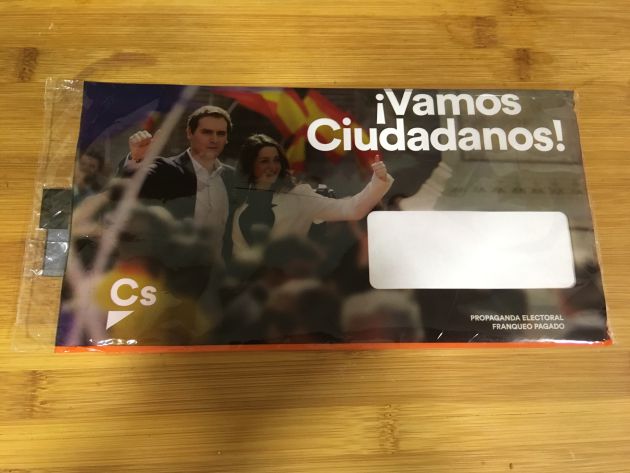 ¡Vamos
Ciudadanos!
Cs
PROPAGANDA ELECTORAL
FRANQUEO PAGADO